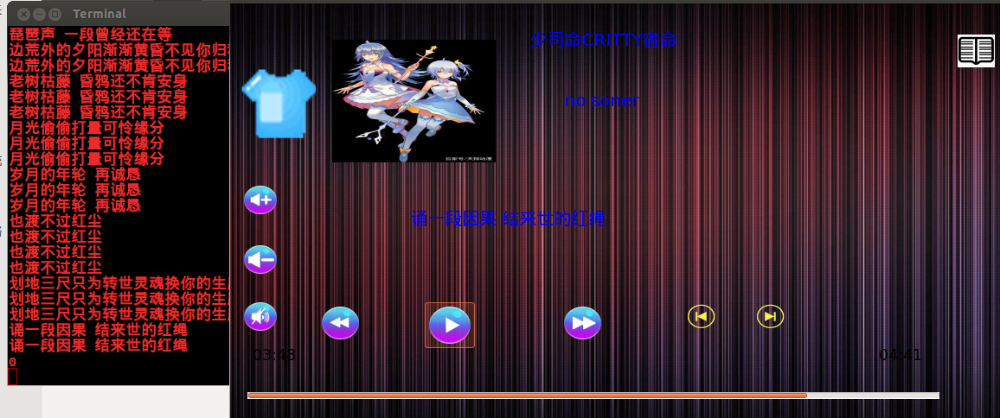 Terminal
琵琶声 一段曾经还在等
边荒外的夕阳渐渐黄昏不见你归
边荒外的夕阳渐渐黄昏不见你归
老树枯藤 昏鸦还不肯安身
老树枯藤 昏鸦还不肯安身
老树枯藤 昏鸦还不肯安身
月光偷偷打量可怜缘分
月光偷偷打量可怜缘分
月光偷偷打量可怜缘分
岁月的年轮 再诚恳
岁月的年轮 再诚恳
岁月的年轮 再诚恳
也渡不过红尘
也渡不过红尘
也渡不过红尘
也渡不过红尘
划地三尺只为转世灵魂换你的生
划地三尺只为转世灵魂换你的生
划地三尺只为转世灵魂换你的生
诵一段因果 结来世的红绳
诵一段因果 结来世的红绳
0
少司命CRITTY宿命
no soner
百家号/天翔动漫
诵一段因果 结来世的红绳
03:48
04:41